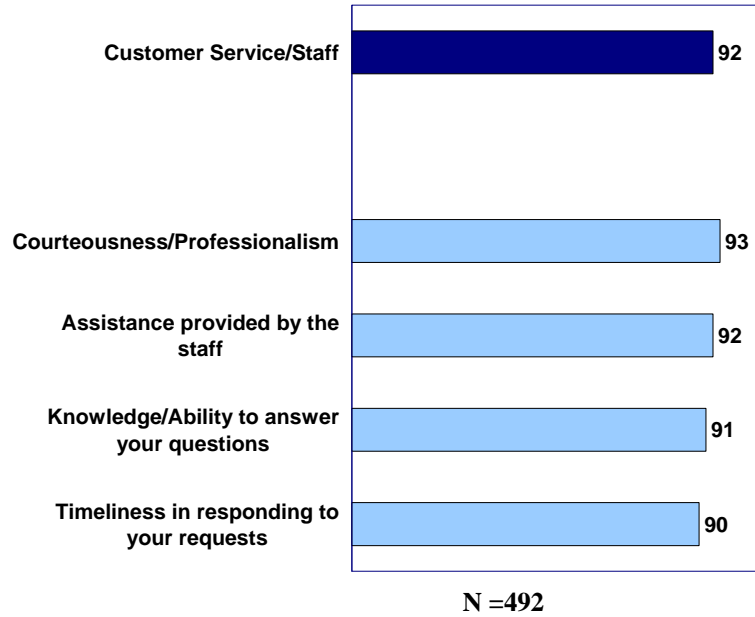 Customer Service/Staff
92
Courteousness/Professionalism
93
Assistance provided by the
staff
92
Knowledge/Ability to answer
your questions
91
Timeliness in responding to
your requests
90
N =492